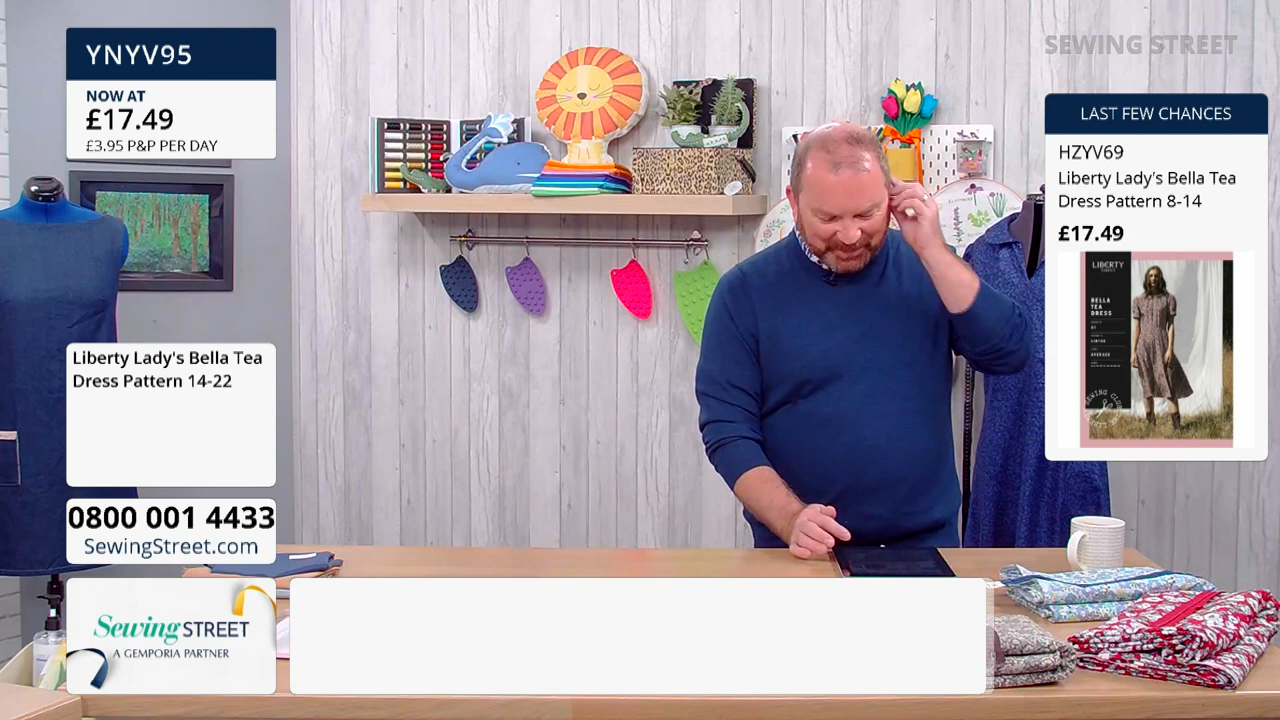 YNYV95
NOW AT
£17.49
£3.95 P&P PER DAY
Liberty Lady's Bella Tea
Dress Pattern 14-22
0800 001 4433
SewingStreet.com
Sewing STREET
A GEMPORIA PARTNER
SEWING STREET
LAST FEW CHANCES
HZYV69
Liberty Lady's Bella Tea
Dress Pattern 8-14
£17.49
LIBERTY
BELLA
TEA
DRESS